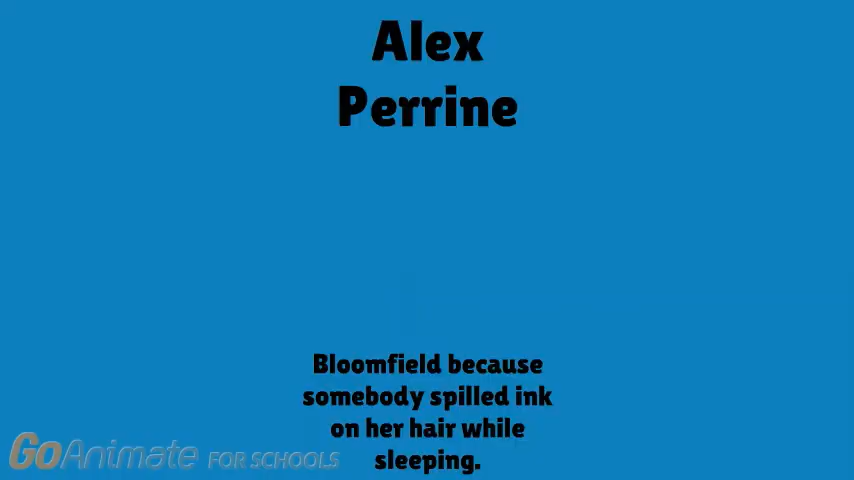 Alex
Perrine
Bloomfield because
somebody spilled ink
on her hair while
sleeping.
GoAnimate FOR SCHOOLS